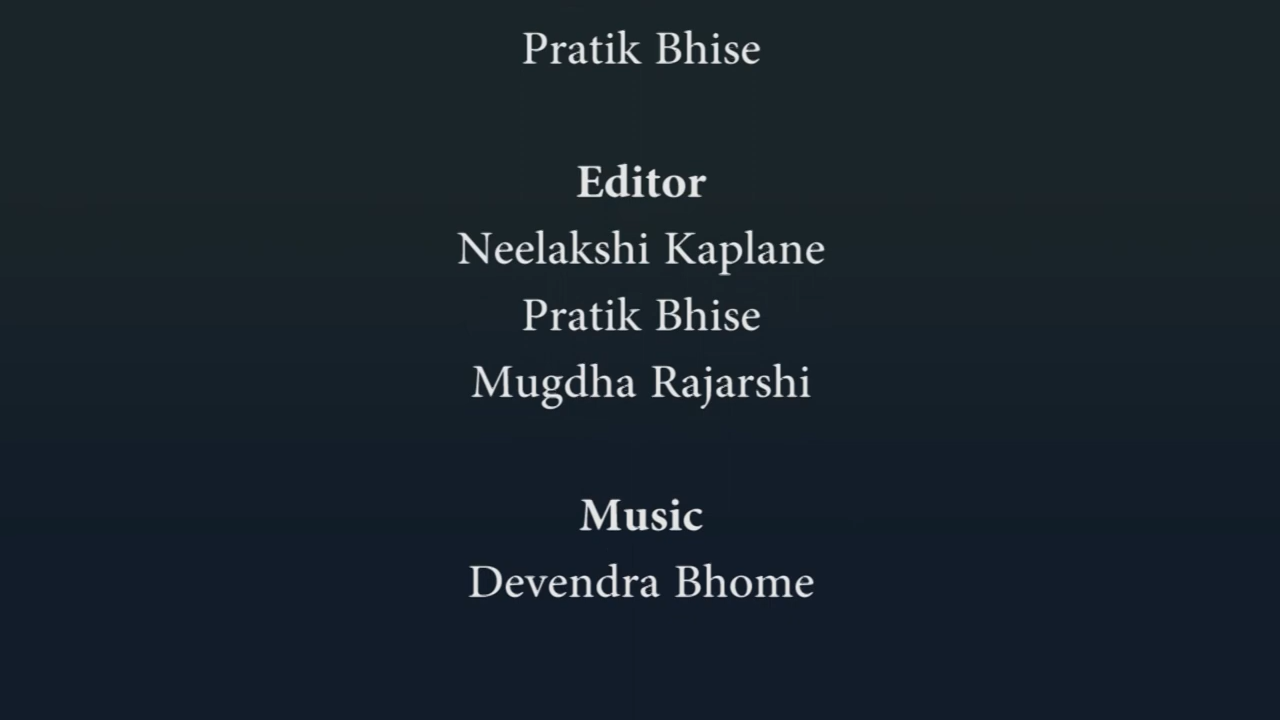 Pratik Bhise
Editor
Neelakshi Kaplane
Pratik Bhise
Mugdha Rajarshi
Music
Devendra Bhome